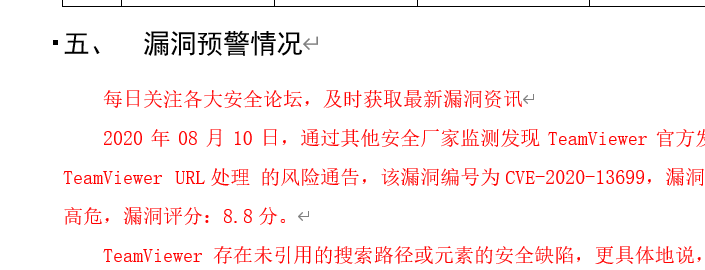 五、 漏洞预警情况
每日关注各大安全论坛，及时获取最新漏洞资讯
2020 年 08 月 10 日，通过其他安全厂家监测发现 TeamViewer 官方发
TeamViewer URL 处理 的风险通告，该漏洞编号为 CVE-2020-13699，漏洞
高危，漏洞评分：8.8 分。
TeamViewer 存在未引用的搜索路径或元素的安全缺陷，更具体地说，